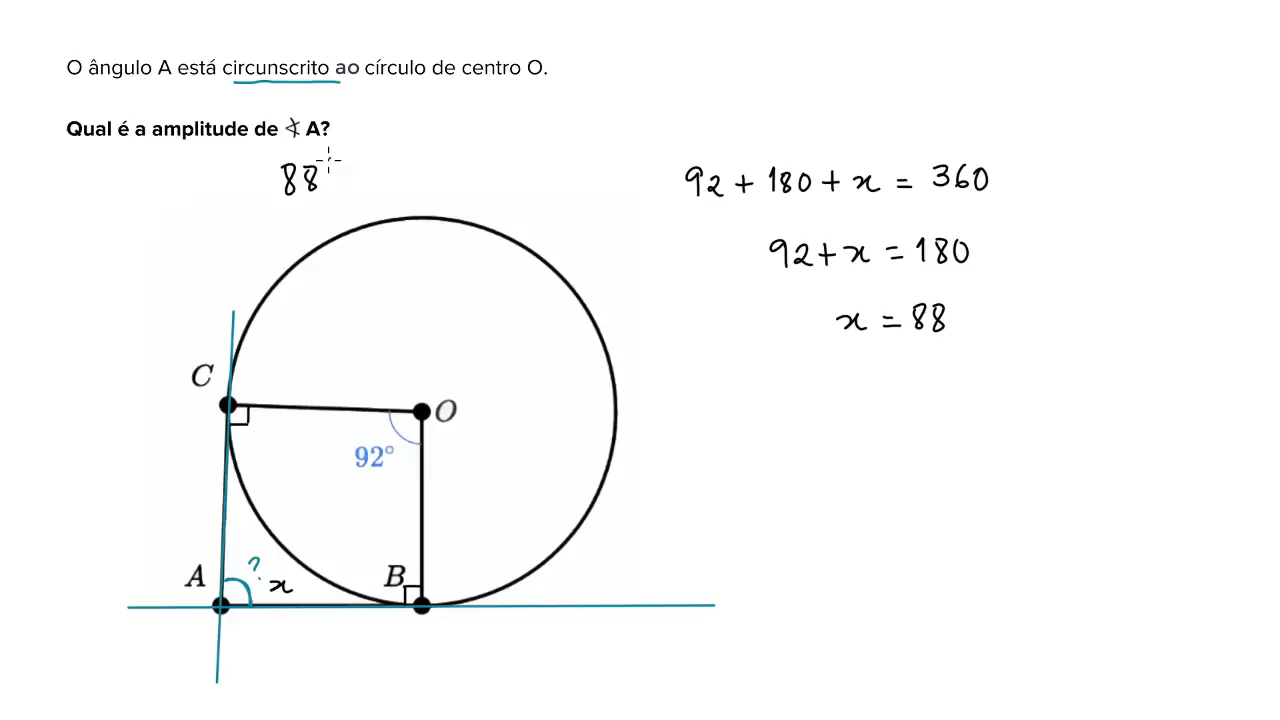 O ângulo A está circunscrito ao círculo de centro O.
Qual é a amplitude de ∢ A?
88
92 + 180 + x = 360
92 + x = 180
x = 88
C
O
92°
A
?
x
B